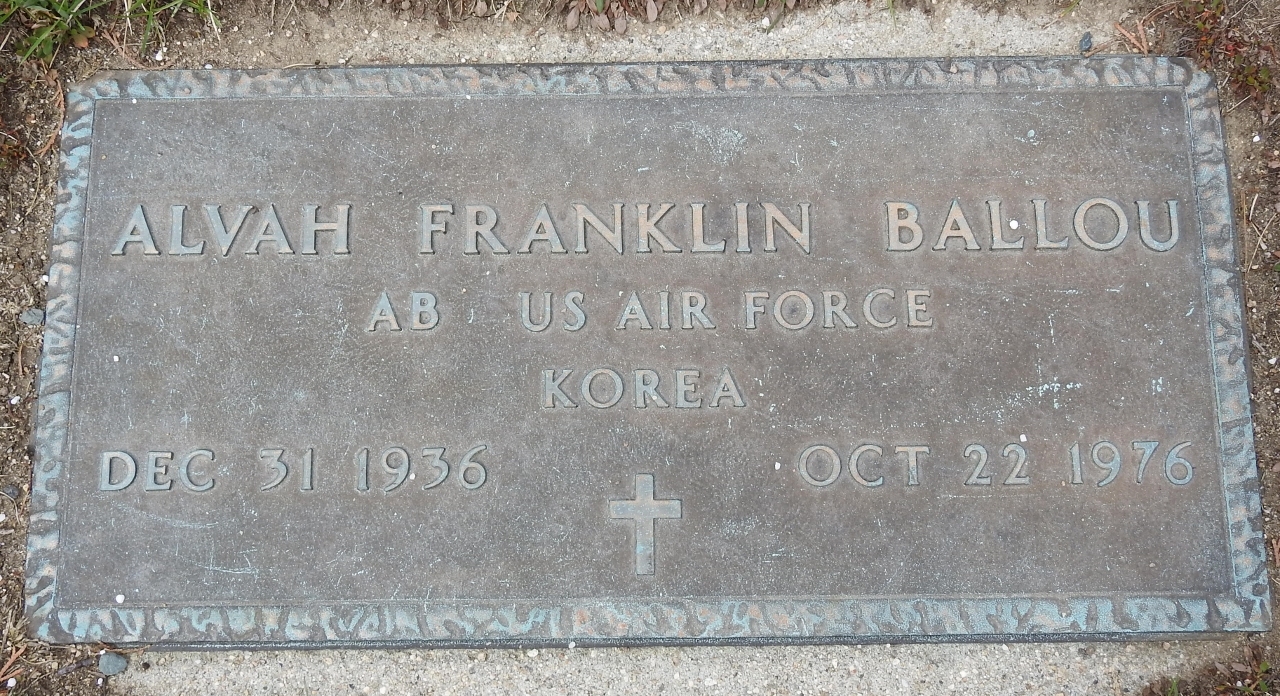 ALVAH FRANKLIN BALLOU
AB US AIR FORCE
KOREA
DEC 31 1936 OCT 22 1976